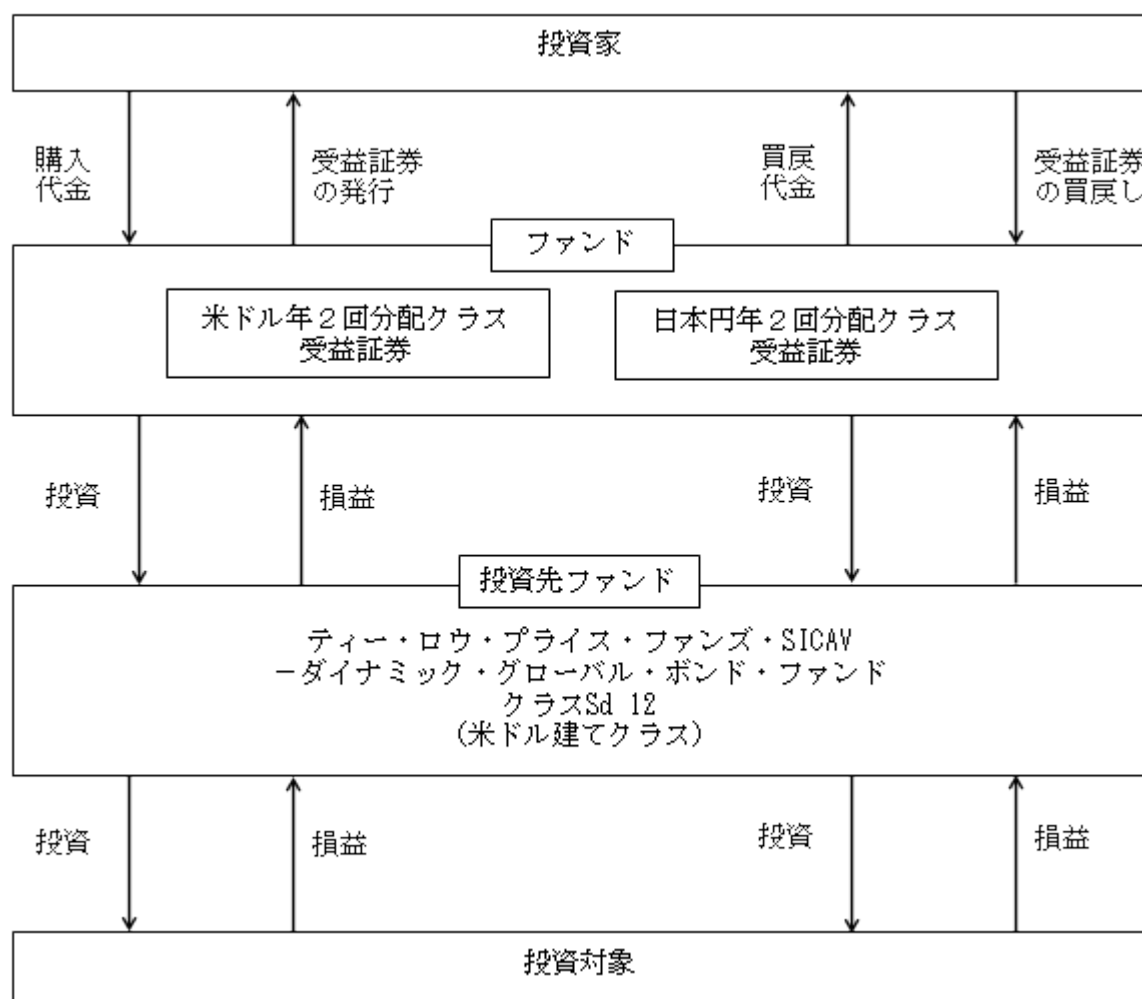 投資家
購入
代金
受益証券
の発行
買戻
代金
受益証券
の買戻し
ファンド
米ドル年２回分配クラス
受益証券
日本円年２回分配クラス
受益証券
投資
損益
投資
損益
投資先ファンド
ティー・ロウ・プライス・ファンズ・SICAV
－ダイナミック・グローバル・ボンド・ファンド
クラスSd 12
(米ドル建てクラス)
投資
損益
投資
損益
投資対象